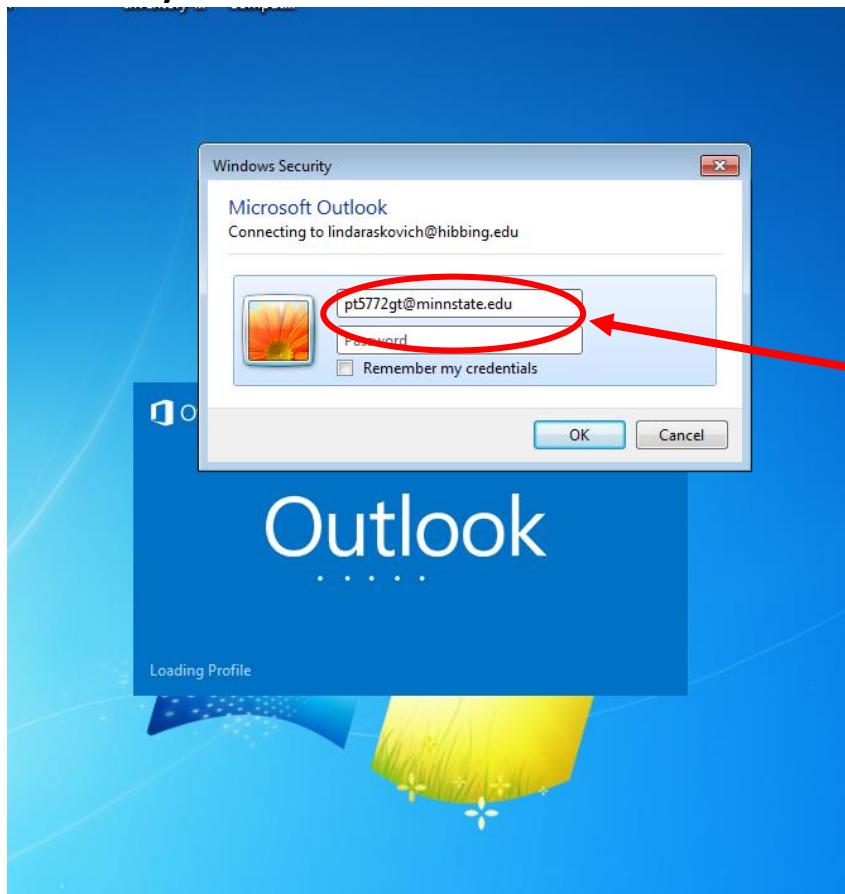 Windows Security
Microsoft Outlook
Connecting to lindaraskovich@hibbing.edu
pt5772gt@minnstate.edu
Password
Remember my credentials
OK Cancel
O
Outlook
Loading Profile